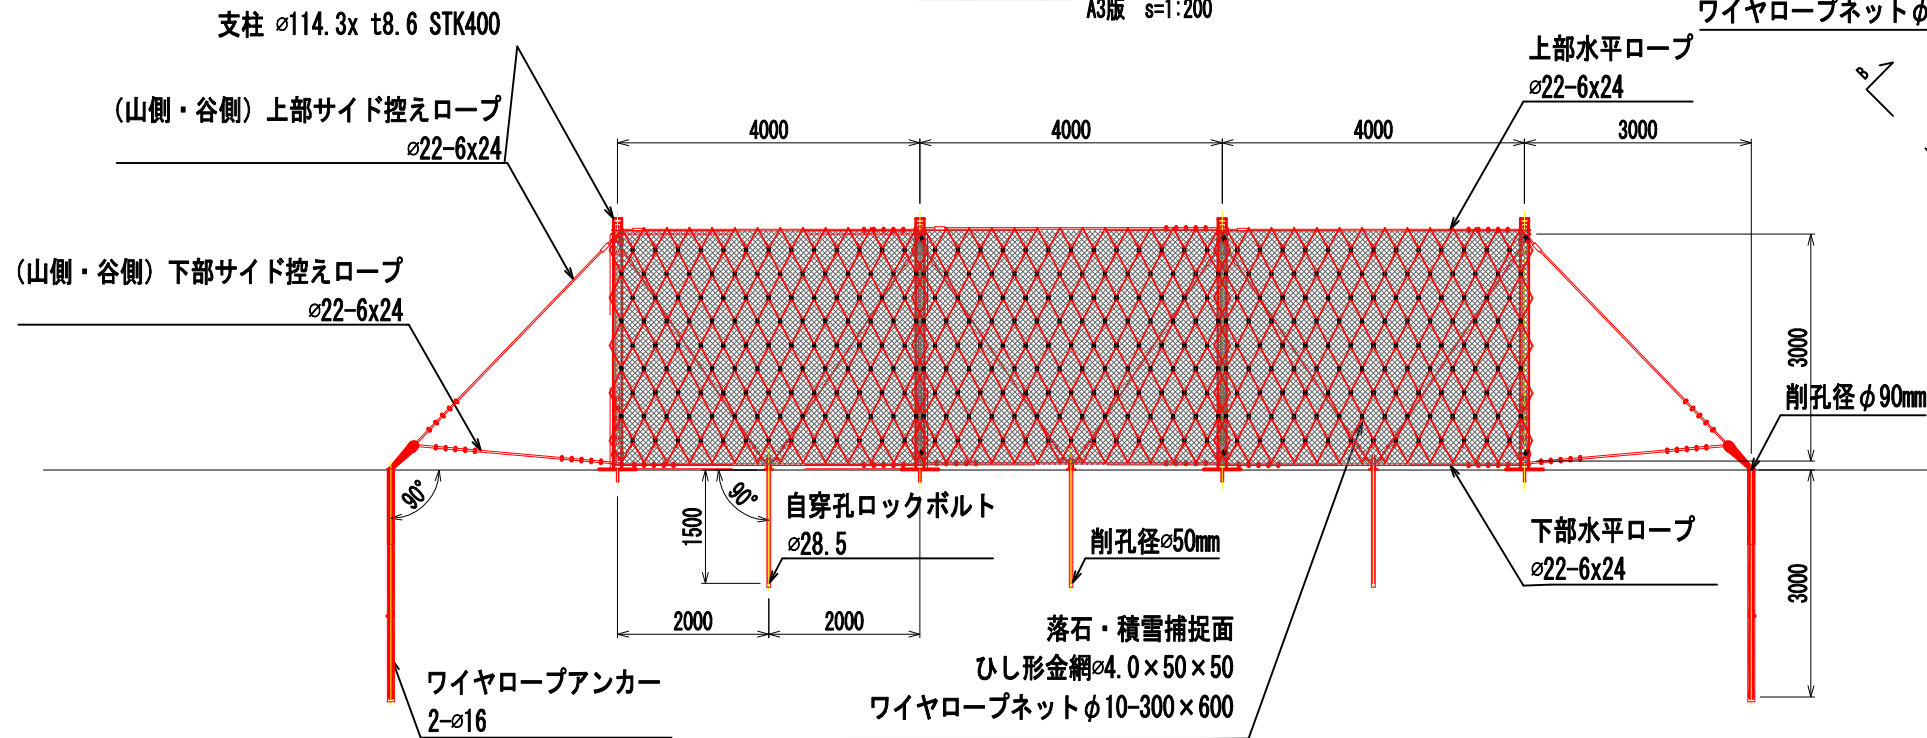 A3版 s=1:200
支柱 ⌀114.3x t8.6 STK400
ワイヤロープネットφ
上部水平ロープ
⌀22-6x24
B
(山側・谷側) 上部サイド控えロープ
⌀22-6x24
4000
4000
4000
3000
(山側・谷側) 下部サイド控えロープ
⌀22-6x24
3000
削孔径φ90mm
90°
90°
1500
自穿孔ロックボルト
⌀28.5
削孔径⌀50mm
下部水平ロープ
⌀22-6x24
3000
2000
2000
落石・積雪捕捉面
ひし形金網⌀4.0×50×50
ワイヤロープネットφ10-300×600
ワイヤロープアンカー
2-⌀16